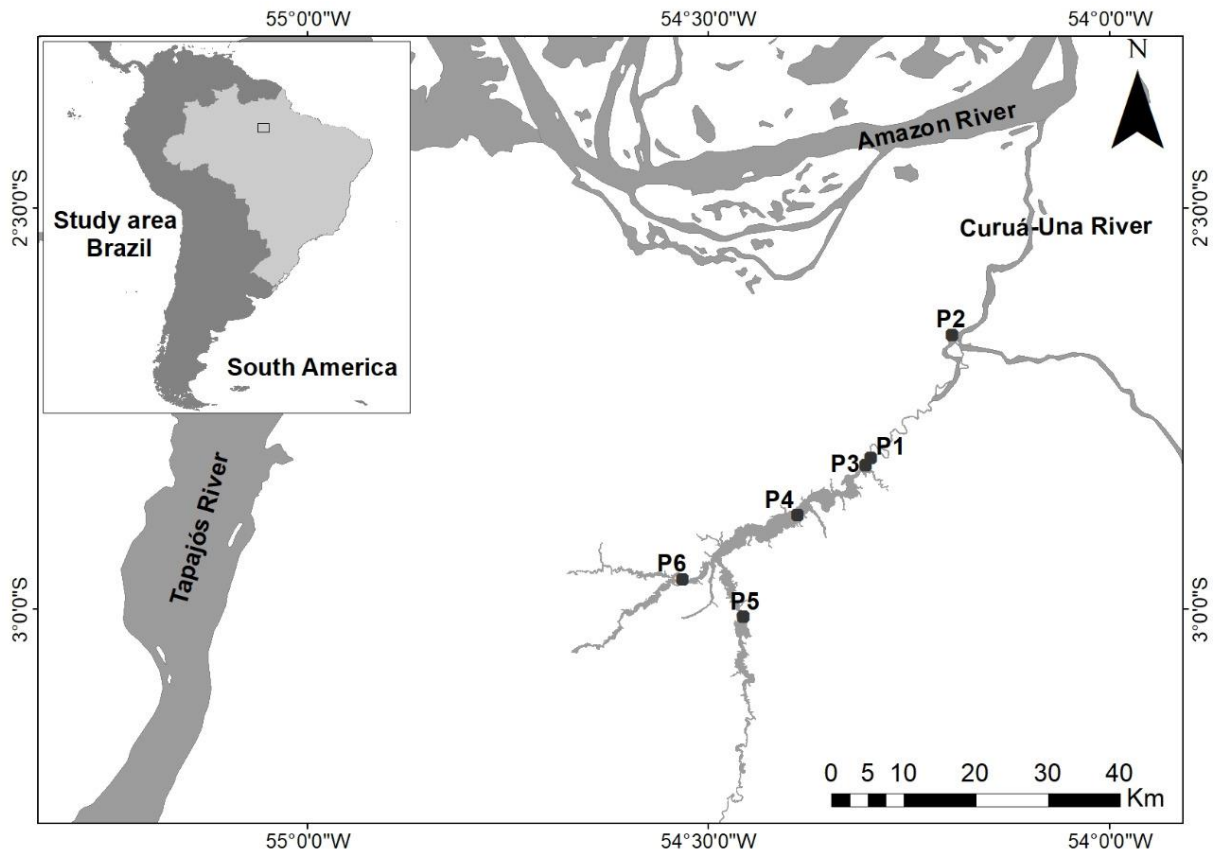 55°0'0"W 54°30'0"W 54°0'0"W
N
Amazon River
2°30'0"S 2°30'0"S
Study area
Brazil
Curuá-Una River
South America
P2
P1
P3
P4
Tapajós River
P6
P5
3°0'0"S 3°0'0"S
0 5 10 20 30 40
Km
55°0'0"W 54°30'0"W 54°0'0"W